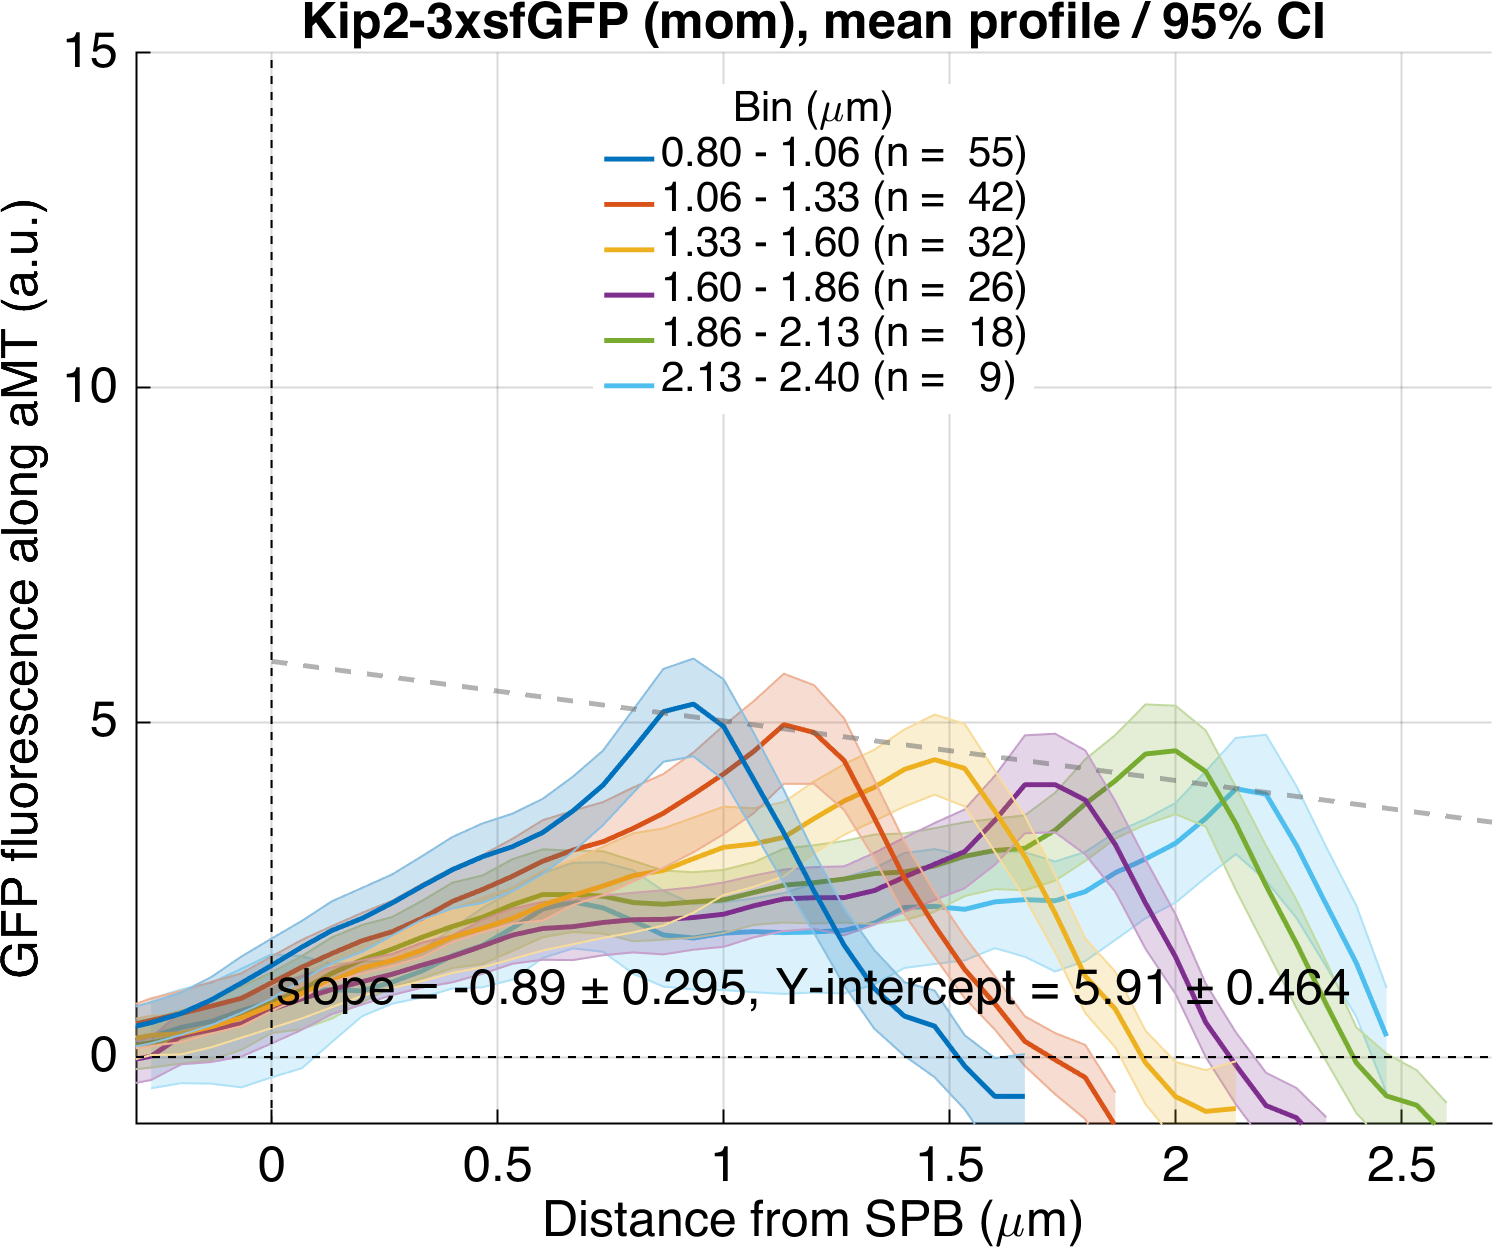 Kip2-3xsfGFP (mom), mean profile / 95% CI
15
10
5
0
GFP fluorescence along aMT (a.u.)
Bin (μm)
0.80 - 1.06 (n = 55)
1.06 - 1.33 (n = 42)
1.33 - 1.60 (n = 32)
1.60 - 1.86 (n = 26)
1.86 - 2.13 (n = 18)
2.13 - 2.40 (n = 9)
slope = -0.89 ± 0.295, Y-intercept = 5.91 ± 0.464
0 0.5 1 1.5 2 2.5
Distance from SPB (μm)